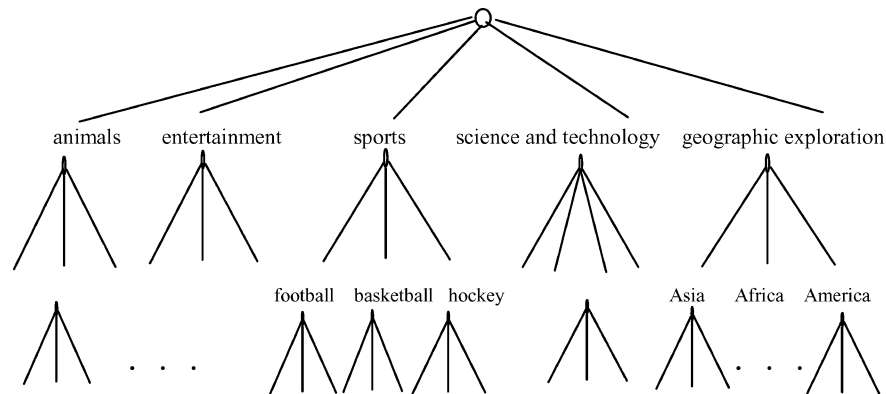 animals entertainment sports science and technology geographic exploration
football basketball hockey Asia Africa America
. . . . . .